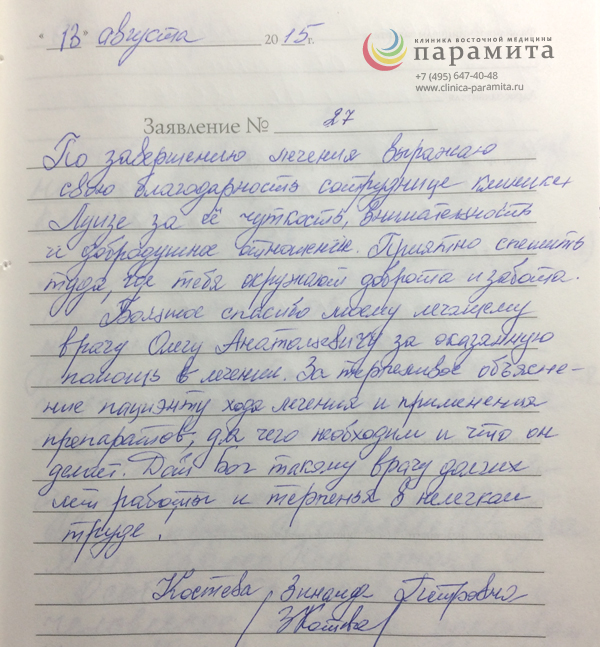 "13" августа 2015г.
КЛИНИКА ВОСТОЧНОЙ МЕДИЦИНЫ
парамита
+7 (495) 647-40-48
www.clinica-paramita.ru
Заявление № 27
По завершению лечения выражаю
свою благодарность сотруднице клиники
Луизе за её чуткость, внимательность
и добродушное отношение. Приятно спешить
туда, где тебя окружают доброта и забота.
Большое спасибо моему лечащему
врачу Олегу Анатольевичу за оказанную
помощь в лечении. За терпеливое объясне-
ние пациенту хода лечения и применения
препаратов, для чего необходим и что он
делает. Дай Бог такому врачу долгих
лет работы и терпенья в нелегком
труде.
Костева Зинаида Петровна